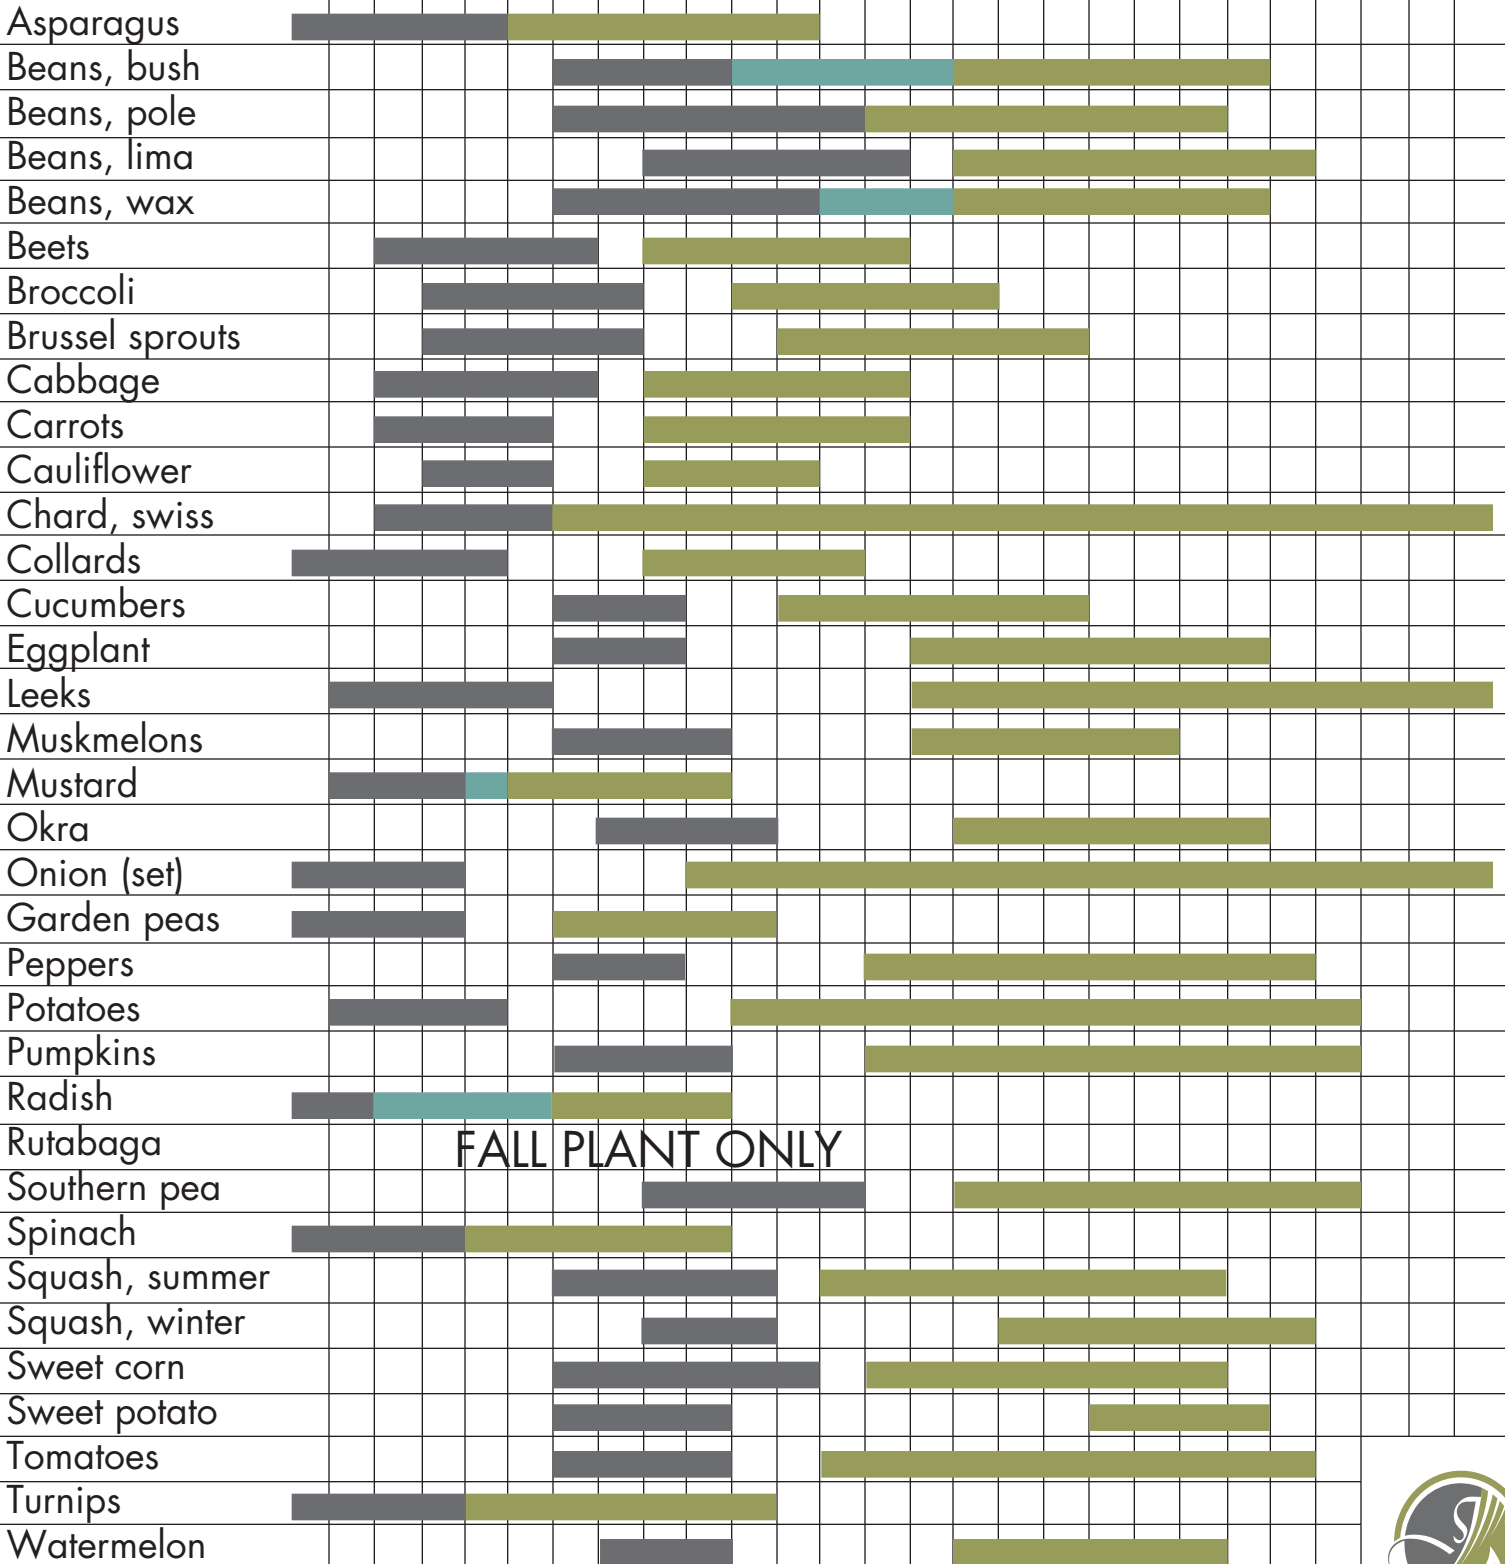 Asparagus
Beans, bush
Beans, pole
Beans, lima
Beans, wax
Beets
Broccoli
Brussel sprouts
Cabbage
Carrots
Cauliflower
Chard, swiss
Collards
Cucumbers
Eggplant
Leeks
Muskmelons
Mustard
Okra
Onion (set)
Garden peas
Peppers
Potatoes
Pumpkins
Radish
Rutabaga FALL PLANT ONLY
Southern pea
Spinach
Squash, summer
Squash, winter
Sweet corn
Sweet potato
Tomatoes
Turnips
Watermelon